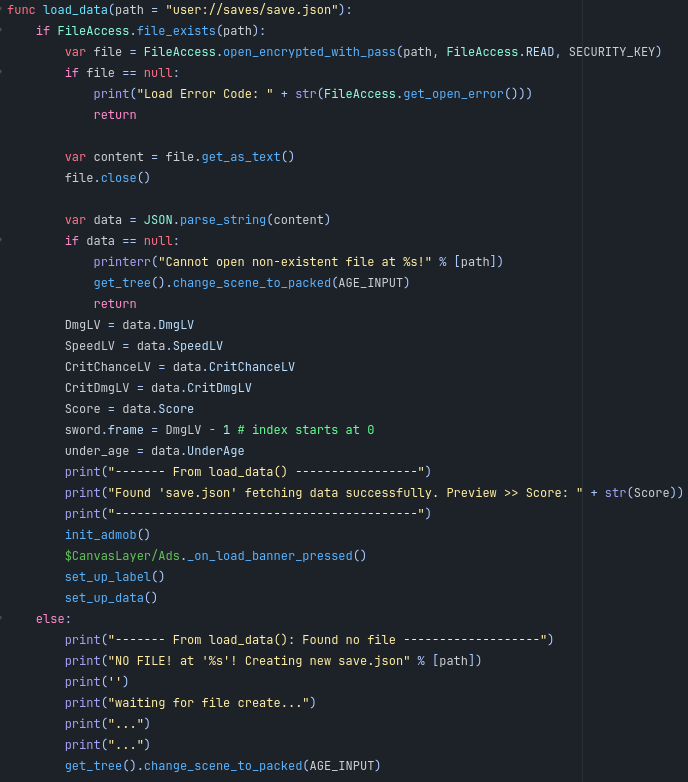 func load_data(path = "user://saves/save.json"):
    if FileAccess.file_exists(path):
        var file = FileAccess.open_encrypted_with_pass(path, FileAccess.READ, SECURITY_KEY)
        if file == null:
            print("Load Error Code: " + str(FileAccess.get_open_error()))
            return

        var content = file.get_as_text()
        file.close()

        var data = JSON.parse_string(content)
        if data == null:
            printerr("Cannot open non-existent file at %s!" % [path])
            get_tree().change_scene_to_packed(AGE_INPUT)
            return
        DmgLV = data.DmgLV
        SpeedLV = data.SpeedLV
        CritChanceLV = data.CritChanceLV
        CritDmgLV = data.CritDmgLV
        Score = data.Score
        sword.frame = DmgLV - 1 # index starts at 0
        under_age = data.UnderAge
        print("------- From load_data() -----------------")
        print("Found 'save.json' fetching data successfully. Preview >> Score: " + str(Score))
        print("------------------------------------------")
        init_admob()
        $CanvasLayer/Ads._on_load_banner_pressed()
        set_up_label()
        set_up_data()
    else:
        print("------- From load_data(): Found no file -------------------")
        print("NO FILE! at '%s'! Creating new save.json" % [path])
        print('')
        print("waiting for file create...")
        print("...")
        print("...")
        get_tree().change_scene_to_packed(AGE_INPUT)